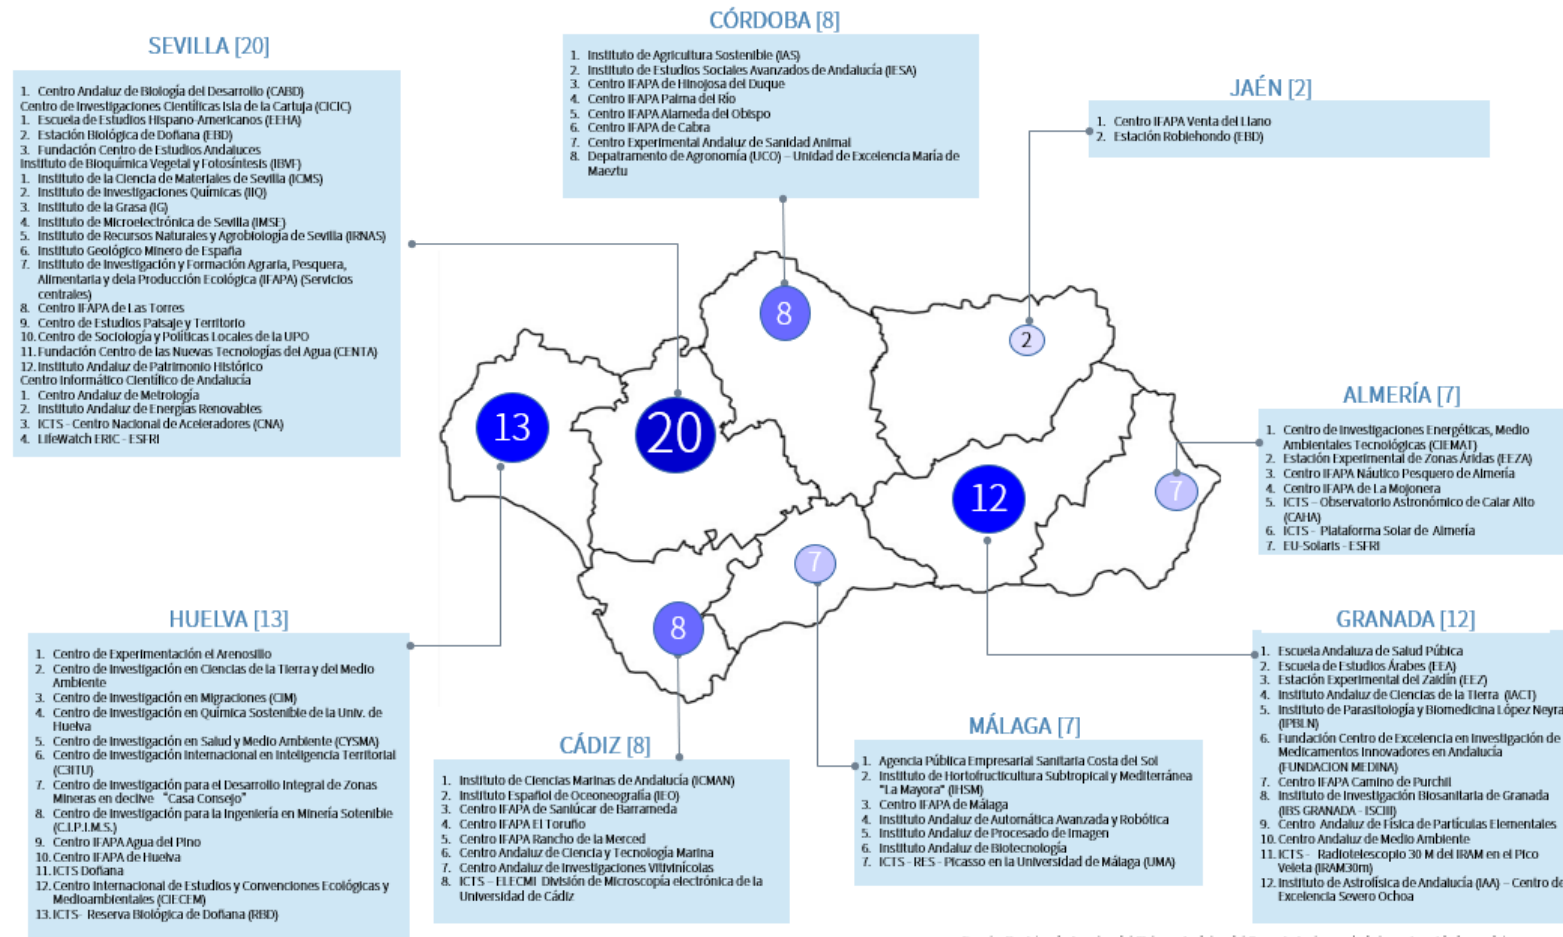 CÓRDOBA [8]
1. Instituto de Agricultura Sostenible (IAS)
2. Instituto de Estudios Sociales Avanzados de Andalucía (IESA)
3. Centro IFAPA de Hinojosa del Duque
4. Centro IFAPA Palma del Río
5. Centro IFAPA Alameda del Obispo
6. Centro IFAPA de Cabra
7. Centro Experimental Andaluz de Sanidad Animal
8. Depatramento de Agronomía (UCO) – Unidad de Excelencia María de
Maeztu
SEVILLA [20]
1. Centro Andaluz de Biología del Desarrollo (CABD)
Centro de Investigaciones Científicas Isla de la Cartuja (CICIC)
1. Escuela de Estudios Hispano-Americanos (EEHA)
2. Estación Biológica de Doñana (EBD)
3. Fundación Centro de Estudios Andaluces
Instituto de Bioquímica Vegetal y Fotosíntesis (IBVF)
1. Instituto de la Ciencia de Materiales de Sevilla (ICMS)
2. Instituto de Investigaciones Químicas (IIQ)
3. Instituto de la Grasa (IG)
4. Instituto de Microelectrónica de Sevilla (IMSE)
5. Instituto de Recursos Naturales y Agrobiología de Sevilla (IRNAS)
6. Instituto Geológico Minero de España
7. Instituto de Investigación y Formación Agraria, Pesquera,
Alimentaria y dela Producción Ecológica (IFAPA) (Servicios
centrales)
8. Centro IFAPA de Las Torres
9. Centro de Estudios Paisaje y Territorio
10. Centro de Sociología y Políticas Locales de la UPO
11. Fundación Centro de las Nuevas Tecnologías del Agua (CENTA)
12. Instituto Andaluz de Patrimonio Histórico
Centro Informático Científico de Andalucía
1. Centro Andaluz de Metrología
2. Instituto Andaluz de Energías Renovables
3. ICTS - Centro Nacional de Aceleradores (CNA)
4. LifeWatch ERIC - ESFRI
JAÉN [2]
1. Centro IFAPA Venta del Llano
2. Estación Roblehondo (EBD)
8
2
13
20
12
7
7
8
ALMERÍA [7]
1. Centro de Investigaciones Energéticas, Medio
Ambientales Tecnológicas (CIEMAT)
2. Estación Experimental de Zonas Áridas (EEZA)
3. Centro IFAPA Náutico Pesquero de Almería
4. Centro IFAPA de La Mojonera
5. ICTS – Observatorio Astronómico de Calar Alto
(CAHA)
6. ICTS - Plataforma Solar de Almería
7. EU-Solaris - ESFRI
HUELVA [13]
1. Centro de Experimentación el Arenosillo
2. Centro de Investigación en Ciencias de la Tierra y del Medio
Ambiente
3. Centro de Investigación en Migraciones (CIM)
4. Centro de Investigación en Química Sostenible de la Univ. de
Huelva
5. Centro de Investigación en Salud y Medio Ambiente (CYSMA)
6. Centro de Investigación Internacional en Inteligencia Territorial
(C3ITU)
7. Centro de Investigación para el Desarrollo Integral de Zonas
Mineras en declive “Casa Consejo”
8. Centro de Investigación para la Ingeniería en Minería Sotenible
(C.I.P.I.M.S.)
9. Centro IFAPA Agua del Pino
10. Centro IFAPA de Huelva
11. ICTS Doñana
12. Centro Internacional de Estudios y Convenciones Ecológicas y
Medioambientales (CIECEM)
13. ICTS- Reserva Biológica de Doñana (RBD)
CÁDIZ [8]
1. Instituto de Ciencias Marinas de Andalucía (ICMAN)
2. Instituto Español de Oceoneografía (IEO)
3. Centro IFAPA de Sanlúcar de Barrameda
4. Centro IFAPA El Toruño
5. Centro IFAPA Rancho de la Merced
6. Centro Andaluz de Ciencia y Tecnología Marina
7. Centro Andaluz de Investigaciones Vitivinícolas
8. ICTS – ELECMI División de Microscopía electrónica de la
Universidad de Cádiz
MÁLAGA [7]
1. Agencia Pública Empresarial Sanitaria Costa del Sol
2. Instituto de Hortofructicultura Subtropical y Mediterránea
"La Mayora" (IHSM)
3. Centro IFAPA de Málaga
4. Instituto Andaluz de Automática Avanzada y Robótica
5. Instituto Andaluz de Procesado de Imagen
6. Instituto Andaluz de Biotecnología
7. ICTS - RES - Picasso en la Universidad de Málaga (UMA)
GRANADA [12]
1. Escuela Andaluza de Salud Púbica
2. Escuela de Estudios Árabes (EEA)
3. Estación Experimental del Zaidín (EEZ)
4. Instituto Andaluz de Ciencias de la Tierra (IACT)
5. Instituto de Parasitología y Biomedicina López Neyra
(IPBLN)
6. Fundación Centro de Excelencia en Investigación de
Medicamentos Innovadores en Andalucía
(FUNDACION MEDINA)
7. Centro IFAPA Camino de Purchil
8. Instituto de Investigación Biosanitaria de Granada
(IBS GRANADA - ISCIII)
9. Centro Andaluz de Física de Partículas Elementales
10. Centro Andaluz de Medio Ambiente
11. ICTS - Radiotelescopio 30 M del IRAM en el Pico
Veleta (IRAM30m)
12. Instituto de Astrofísica de Andalucía (IAA) – Centro de
Excelencia Severo Ochoa